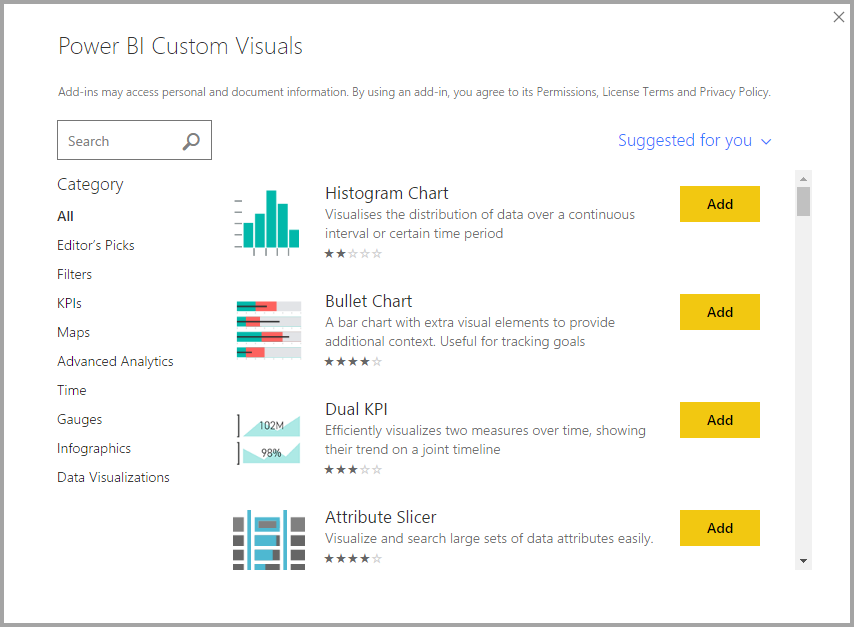 Power BI Custom Visuals
Add-ins may access personal and document information. By using an add-in, you agree to its Permissions, License Terms and Privacy Policy.
Search
Suggested for you
Category
All
Editor's Picks
Filters
KPIs
Maps
Advanced Analytics
Time
Gauges
Infographics
Data Visualizations
Histogram Chart
Visualises the distribution of data over a continuous
interval or certain time period
Add
Bullet Chart
A bar chart with extra visual elements to provide
additional context. Useful for tracking goals
Add
102M
98%
Dual KPI
Efficiently visualizes two measures over time, showing
their trend on a joint timeline
Add
Attribute Slicer
Visualize and search large sets of data attributes easily.
Add